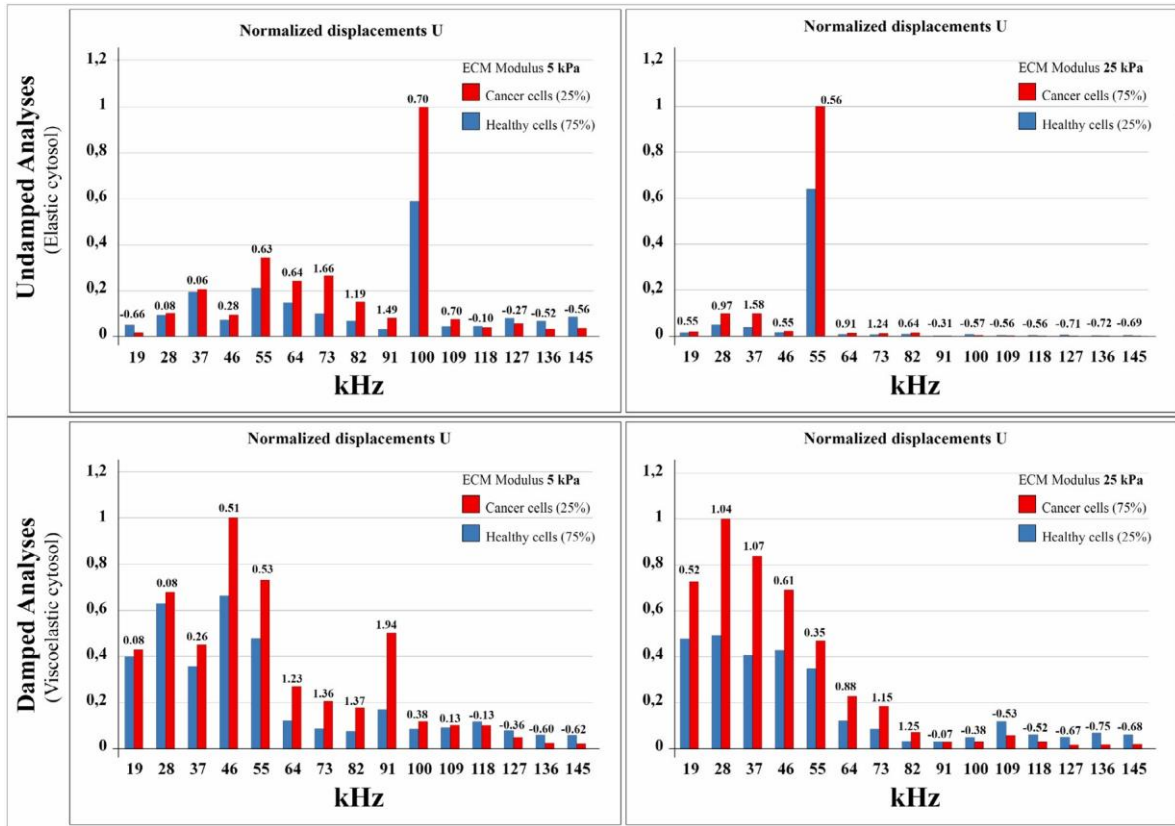 Undamped Analyses
(Elastic cytosol)
Normalized displacements U
1,2
1
0,8
0,6
0,4
0,2
0
ECM Modulus 5 kPa
Cancer cells (25%)
Healthy cells (75%)
-0.66 0.08 0.06 0.28 0.63 0.64 1.66 1.19 1.49 0.70 0.70 -0.10 -0.27 -0.52 -0.56
19 28 37 46 55 64 73 82 91 100 109 118 127 136 145
kHz
Normalized displacements U
1,2
1
0,8
0,6
0,4
0,2
0
ECM Modulus 25 kPa
Cancer cells (75%)
Healthy cells (25%)
0.55 0.97 1.58 0.55 0.56 0.91 1.24 0.64 -0.31 -0.57 -0.56 -0.56 -0.71 -0.72 -0.69
19 28 37 46 55 64 73 82 91 100 109 118 127 136 145
kHz
Damped Analyses
(Viscoelastic cytosol)
Normalized displacements U
1,2
1
0,8
0,6
0,4
0,2
0
ECM Modulus 5 kPa
Cancer cells (25%)
Healthy cells (75%)
0.08 0.08 0.26 0.51 0.53 1.23 1.36 1.37 1.94 0.38 0.13 -0.13 -0.36 -0.60 -0.62
19 28 37 46 55 64 73 82 91 100 109 118 127 136 145
kHz
Normalized displacements U
1,2
1
0,8
0,6
0,4
0,2
0
ECM Modulus 25 kPa
Cancer cells (75%)
Healthy cells (25%)
0.52 1.04 1.07 0.61 0.35 0.88 1.15 1.25 -0.07 -0.38 -0.53 -0.52 -0.67 -0.75 -0.68
19 28 37 46 55 64 73 82 91 100 109 118 127 136 145
kHz